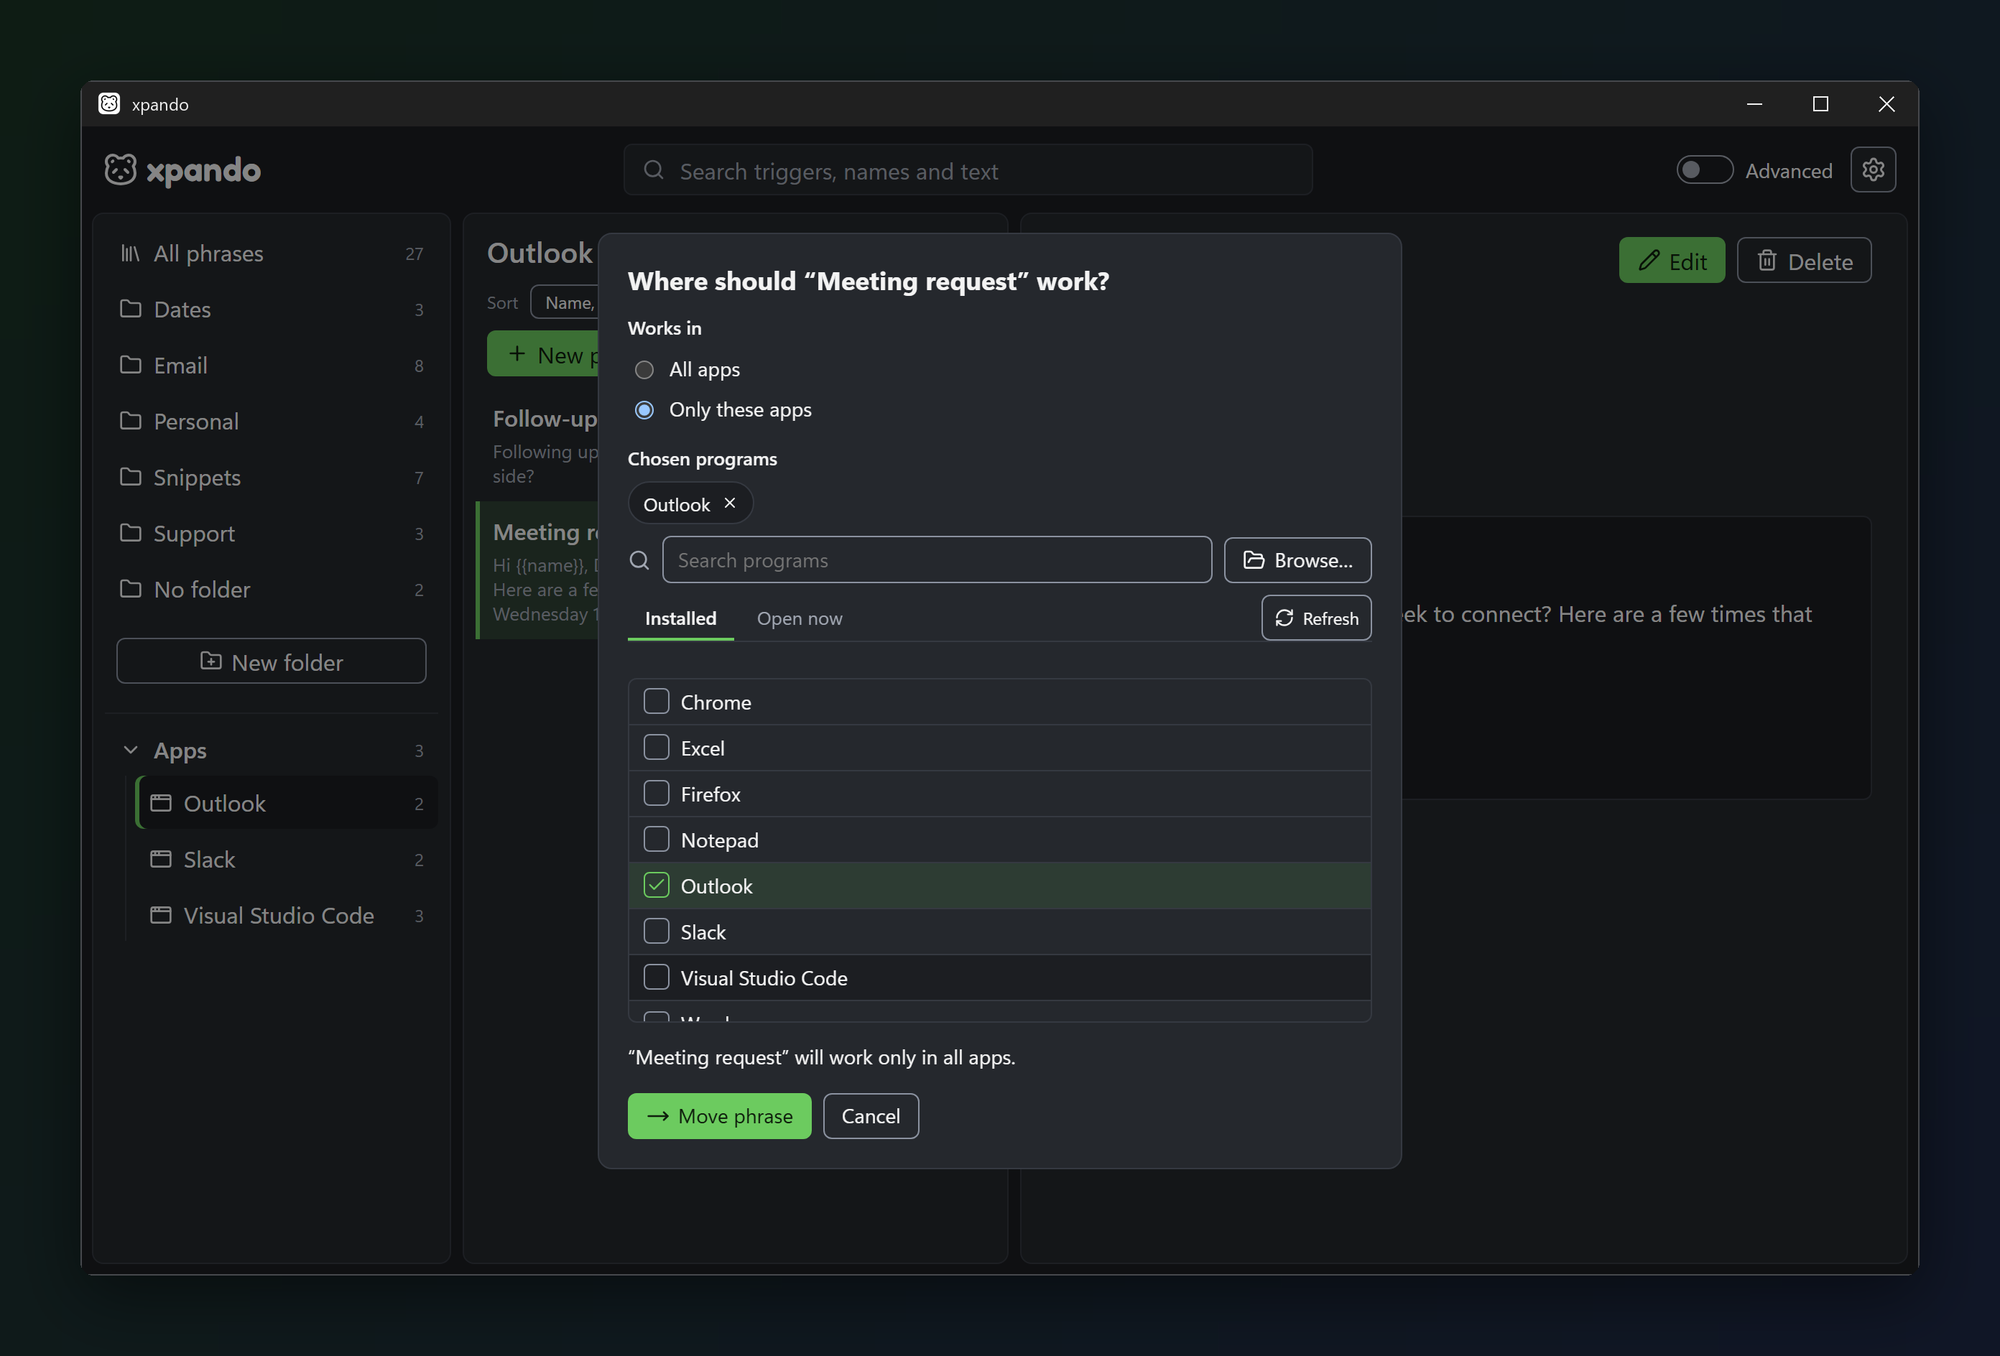 xpando
xpando
Search triggers, names and text
Advanced
All phrases 27
Dates 3
Email 8
Personal 4
Snippets 7
Support 3
No folder 2
New folder
Apps 3
Outlook 2
Slack 2
Visual Studio Code 3
Outlook
Sort Name,
+ New p
Follow-up
Following up
side?
Meeting r
Hi {{name}},
Here are a fe
Wednesday 1
Edit
Delete
ek to connect? Here are a few times that
Where should “Meeting request” work?
Works in
All apps
Only these apps
Chosen programs
Outlook ×
Search programs
Browse...
Installed
Open now
Refresh
Chrome
Excel
Firefox
Notepad
Outlook
Slack
Visual Studio Code
“Meeting request” will work only in all apps.
→ Move phrase
Cancel